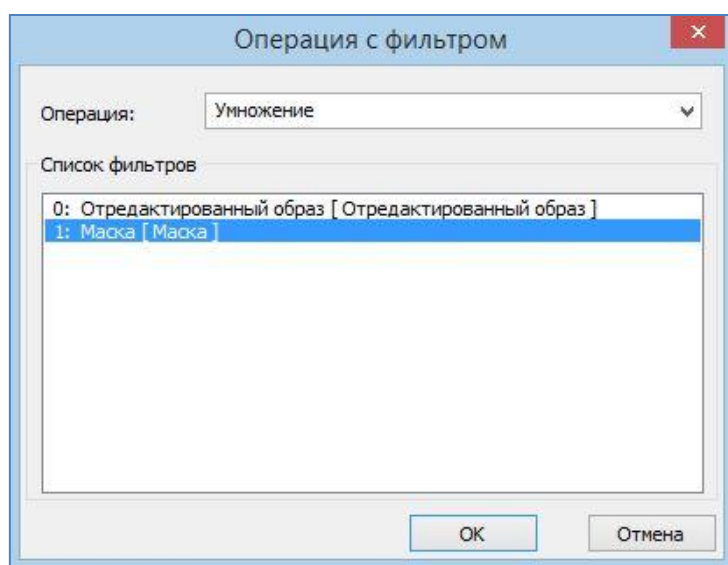 Операция с фильтром
Операция: Умножение
Список фильтров
0: Отредактированный образ [ Отредактированный образ ]
1: Маска [ Маска ]
OK Отмена